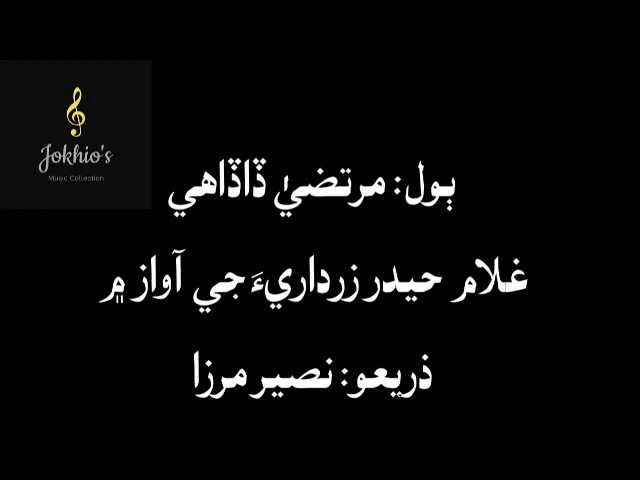 Jokhio's
Music Collection
ٻول: مرتضيٰ ڏاڏاهي
غلام حيدر زرداريءَ جي آواز ۾
ذريعو: نصير مرزا